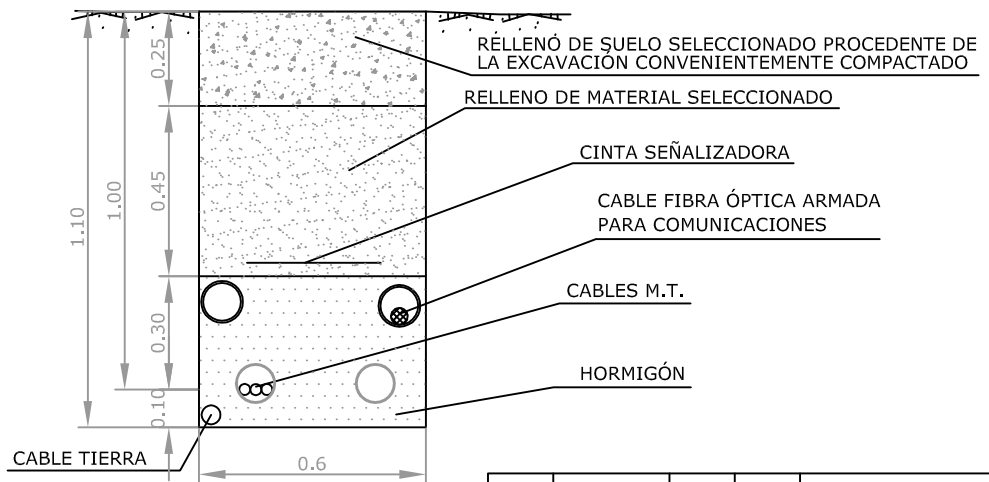 RELLENO DE SUELO SELECCIONADO PROCEDENTE DE
LA EXCAVACIÓN CONVENIENTEMENTE COMPACTADO
RELLENO DE MATERIAL SELECCIONADO
CINTA SEÑALIZADORA
CABLE FIBRA ÓPTICA ARMADA
PARA COMUNICACIONES
CABLES M.T.
HORMIGÓN
CABLE TIERRA
0.25
0.45
0.30
0.10
1.00
1.10
0.6